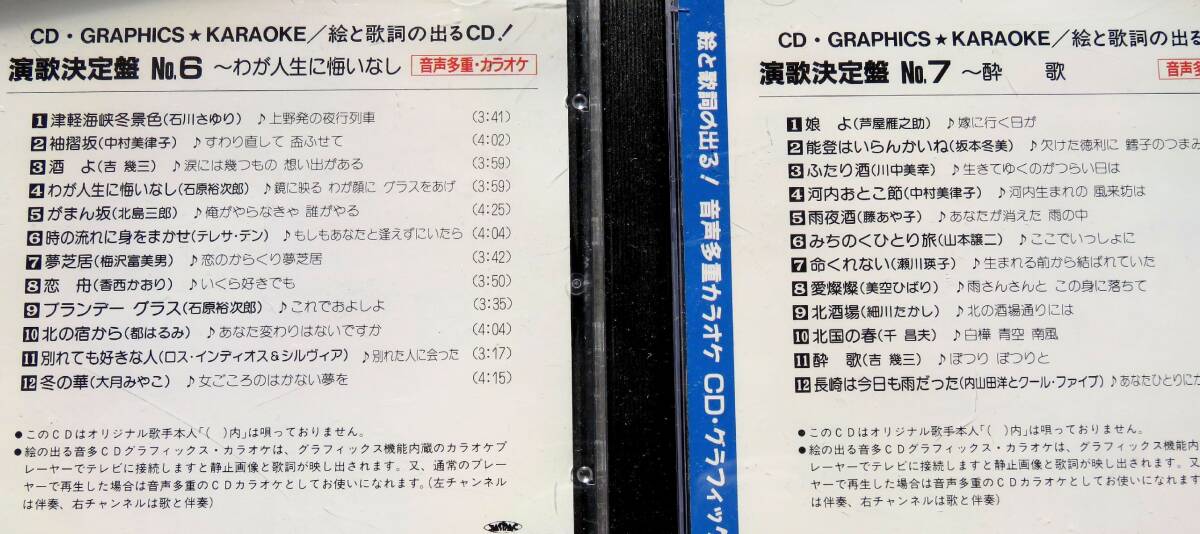 CD・GRAPHICS★KARAOKE／絵と歌詞の出るCD!
演歌決定盤 No.6 ～わが人生に悔いなし 音声多重・カラオケ
1 津軽海峡冬景色(石川さゆり) ♪上野発の夜行列車 (3:41)
2 袖摺坂(中村美律子) ♪すわり直して 盃ふせて (4:02)
3 酒 よ(吉 幾三) ♪涙には幾つもの 想い出がある (3:59)
4 わが人生に悔いなし(石原裕次郎) ♪鏡に映る わが顔に グラスをあげ (3:59)
5 がまん坂(北島三郎) ♪俺がやらなきゃ 誰がやる (4:25)
6 時の流れに身をまかせ(テレサ・テン) ♪もしもあなたと逢えずにいたら (4:04)
7 夢芝居(梅沢富美男) ♪恋のからくり夢芝居 (3:42)
8 恋 舟(香西かおり) ♪いくら好きでも (3:50)
9 ブランデー グラス(石原裕次郎) ♪これでおよしよ (3:35)
10 北の宿から(都はるみ) ♪あなた変わりはないですか (4:04)
11 別れても好きな人(ロス・インディオス&シルヴィア) ♪別れた人に会った (3:17)
12 冬の華(大月みやこ) ♪女ごころのはかない夢を (4:15)
●このCDはオリジナル歌手本人「( )内」は唄っておりません。
●絵の出る音多CDグラフィックス・カラオケは、グラフィックス機能内蔵のカラオケプ
レーヤーでテレビに接続しますと静止画像と歌詞が映し出されます。又、通常のプレー
ヤーで再生した場合は音声多重のCDカラオケとしてお使いになれます。(左チャンネル
は伴奏、右チャンネルは歌と伴奏)
絵と歌詞の出る! 音声多重カラオケ CD・グラフィック
CD・GRAPHICS★KARAOKE／絵と歌詞の出る
演歌決定盤 No.7 ～酔 歌 音声多
1 娘 よ(芦屋雁之助) ♪嫁に行く日が
2 能登はいらんかいね(坂本冬美) ♪欠けた徳利に 鱈子のつまみ
3 ふたり酒(川中美幸) ♪生きてゆくのがつらい日は
4 河内おとこ節(中村美律子) ♪河内生まれの 風来坊は
5 雨夜酒(藤あや子) ♪あなたが消えた 雨の中
6 みちのくひとり旅(山本譲二) ♪ここでいっしょに
7 命くれない(瀬川瑛子) ♪生まれる前から結ばれていた
8 愛燦燦(美空ひばり) ♪雨さんさんと この身に落ちて
9 北酒場(細川たかし) ♪北の酒場通りには
10 北国の春(千 昌夫) ♪白樺 青空 南風
11 酔 歌(吉 幾三) ♪ぽつり ぽつりと
12 長崎は今日も雨だった(内山田洋とクール・ファイブ) ♪あなたひとりにか
●このCDはオリジナル歌手本人「( )内」は唄っておりません。
●絵の出る音多CDグラフィックス・カラオケは、グラフィックス機能内
レーヤーでテレビに接続しますと静止画像と歌詞が映し出されます。又
ヤーで再生した場合は音声多重のCDカラオケとしてお使いになれます
は伴奏、右チャンネルは歌と伴奏)